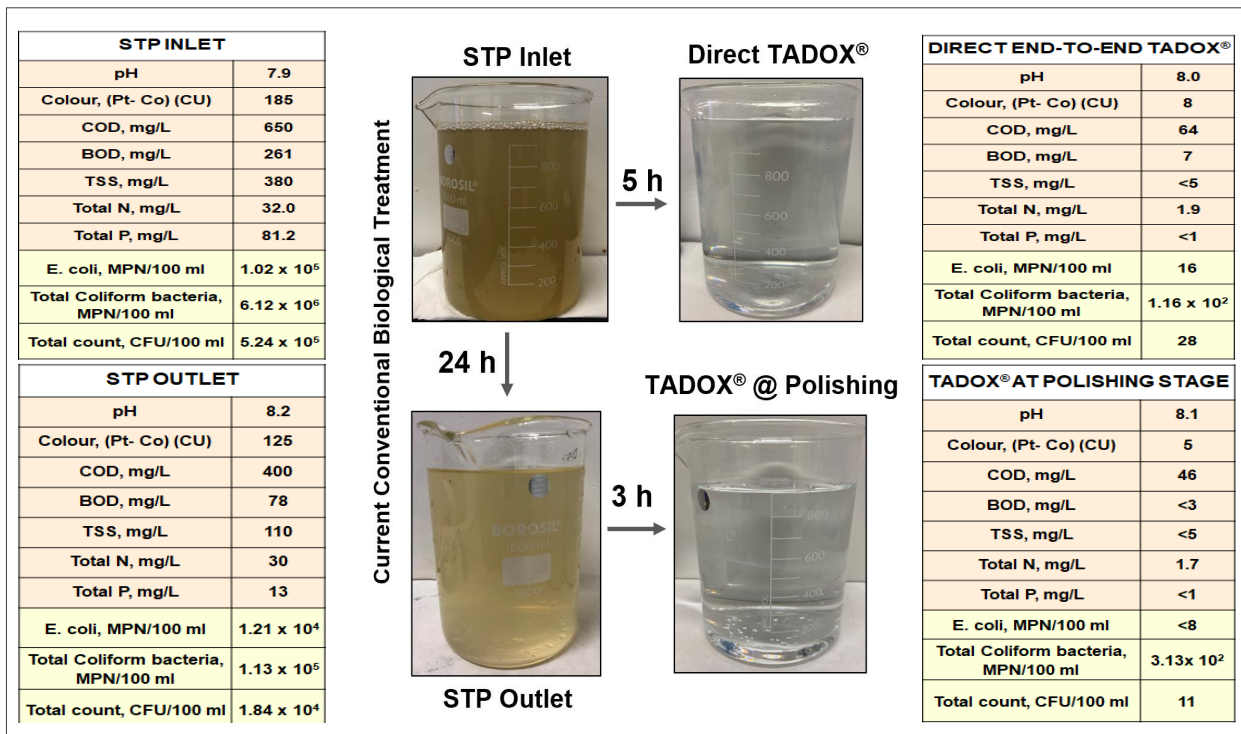 STP INLET
pH 7.9
Colour, (Pt- Co) (CU) 185
COD, mg/L 650
BOD, mg/L 261
TSS, mg/L 380
Total N, mg/L 32.0
Total P, mg/L 81.2
E. coli, MPN/100 ml 1.02 x 10⁵
Total Coliform bacteria, MPN/100 ml 6.12 x 10⁶
Total count, CFU/100 ml 5.24 x 10⁵
STP OUTLET
pH 8.2
Colour, (Pt- Co) (CU) 125
COD, mg/L 400
BOD, mg/L 78
TSS, mg/L 110
Total N, mg/L 30
Total P, mg/L 13
E. coli, MPN/100 ml 1.21 x 10⁴
Total Coliform bacteria, MPN/100 ml 1.13 x 10⁵
Total count, CFU/100 ml 1.84 x 10⁴
Current Conventional Biological Treatment
STP Inlet
800
BOROSIL®
600
400
200
5 h
Direct TADOX®
800
600
400
200
24 h
BOROSIL®
1000 ml
1000
STP Outlet
3 h
TADOX® @ Polishing
800
600
400
200
DIRECT END-TO-END TADOX®
pH 8.0
Colour, (Pt- Co) (CU) 8
COD, mg/L 64
BOD, mg/L 7
TSS, mg/L <5
Total N, mg/L 1.9
Total P, mg/L <1
E. coli, MPN/100 ml 16
Total Coliform bacteria, MPN/100 ml 1.16 x 10²
Total count, CFU/100 ml 28
TADOX® AT POLISHING STAGE
pH 8.1
Colour, (Pt- Co) (CU) 5
COD, mg/L 46
BOD, mg/L <3
TSS, mg/L <5
Total N, mg/L 1.7
Total P, mg/L <1
E. coli, MPN/100 ml <8
Total Coliform bacteria, MPN/100 ml 3.13x 10²
Total count, CFU/100 ml 11